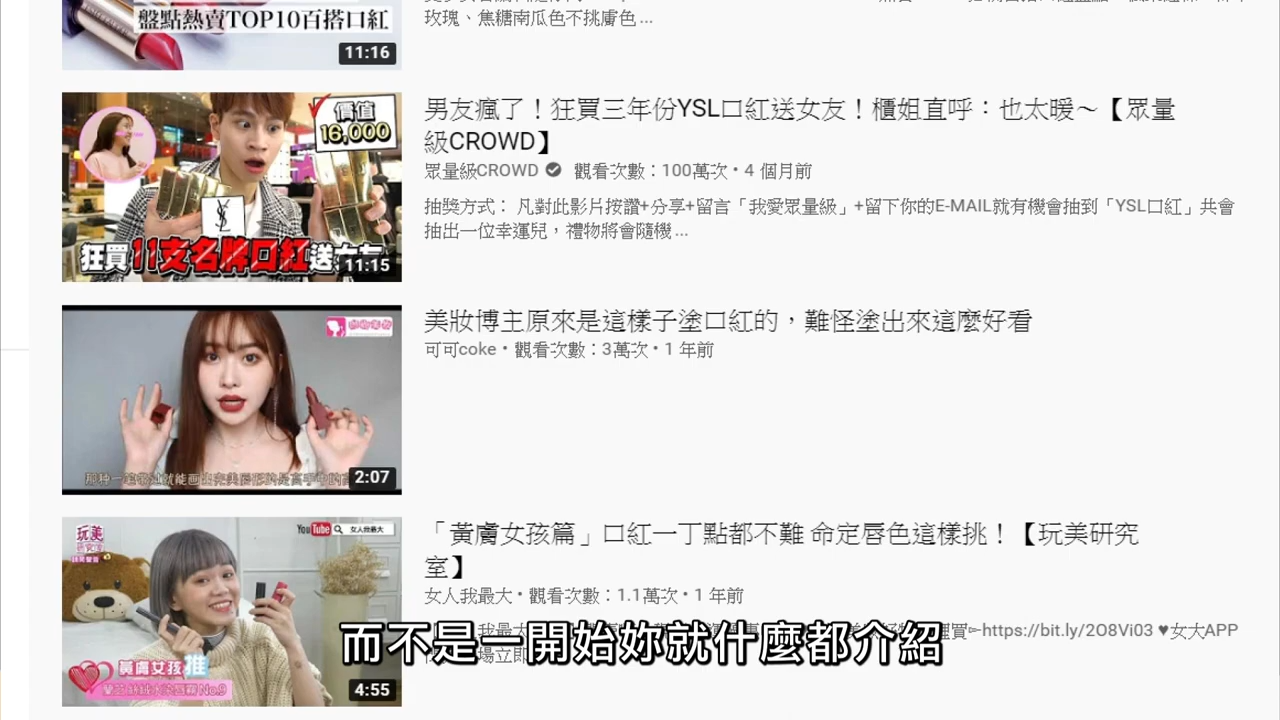 盤點熱賣TOP10百搭口紅
11:16
玫瑰、焦糖南瓜色不挑膚色...
價值
16,000
狂買11支名牌口紅送女友
11:15
男友瘋了！狂買三年份YSL口紅送女友！櫃姐直呼：也太暖～【眾量
級CROWD】
眾量級CROWD 觀看次數：100萬次・4 個月前
抽獎方式： 凡對此影片按讚+分享+留言「我愛眾量級」+留下你的E-MAIL就有機會抽到「YSL口紅」共會
抽出一位幸運兒，禮物將會隨機...
2:07
美妝博主原來是這樣子塗口紅的，難怪塗出來這麼好看
可可coke・觀看次數：3萬次・1 年前
玩美
YouTube 女人我最大
黃膚女孩推
4:55
「黃膚女孩篇」口紅一丁點都不難 命定唇色這樣挑！【玩美研究
室】
女人我最大・觀看次數：1.1萬次・1 年前
我最大
買▻https://bit.ly/2O8Vi03 ♥女大APP
而不是一開始妳就什麼都介紹